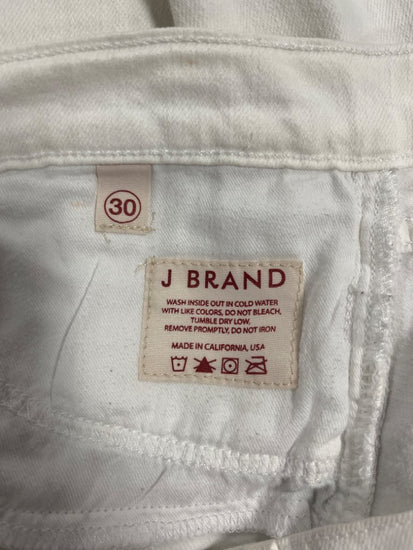 30
J BRAND
WASH INSIDE OUT IN COLD WATER
WITH LIKE COLORS, DO NOT BLEACH,
TUMBLE DRY LOW,
REMOVE PROMPTLY, DO NOT IRON
MADE IN CALIFORNIA, USA